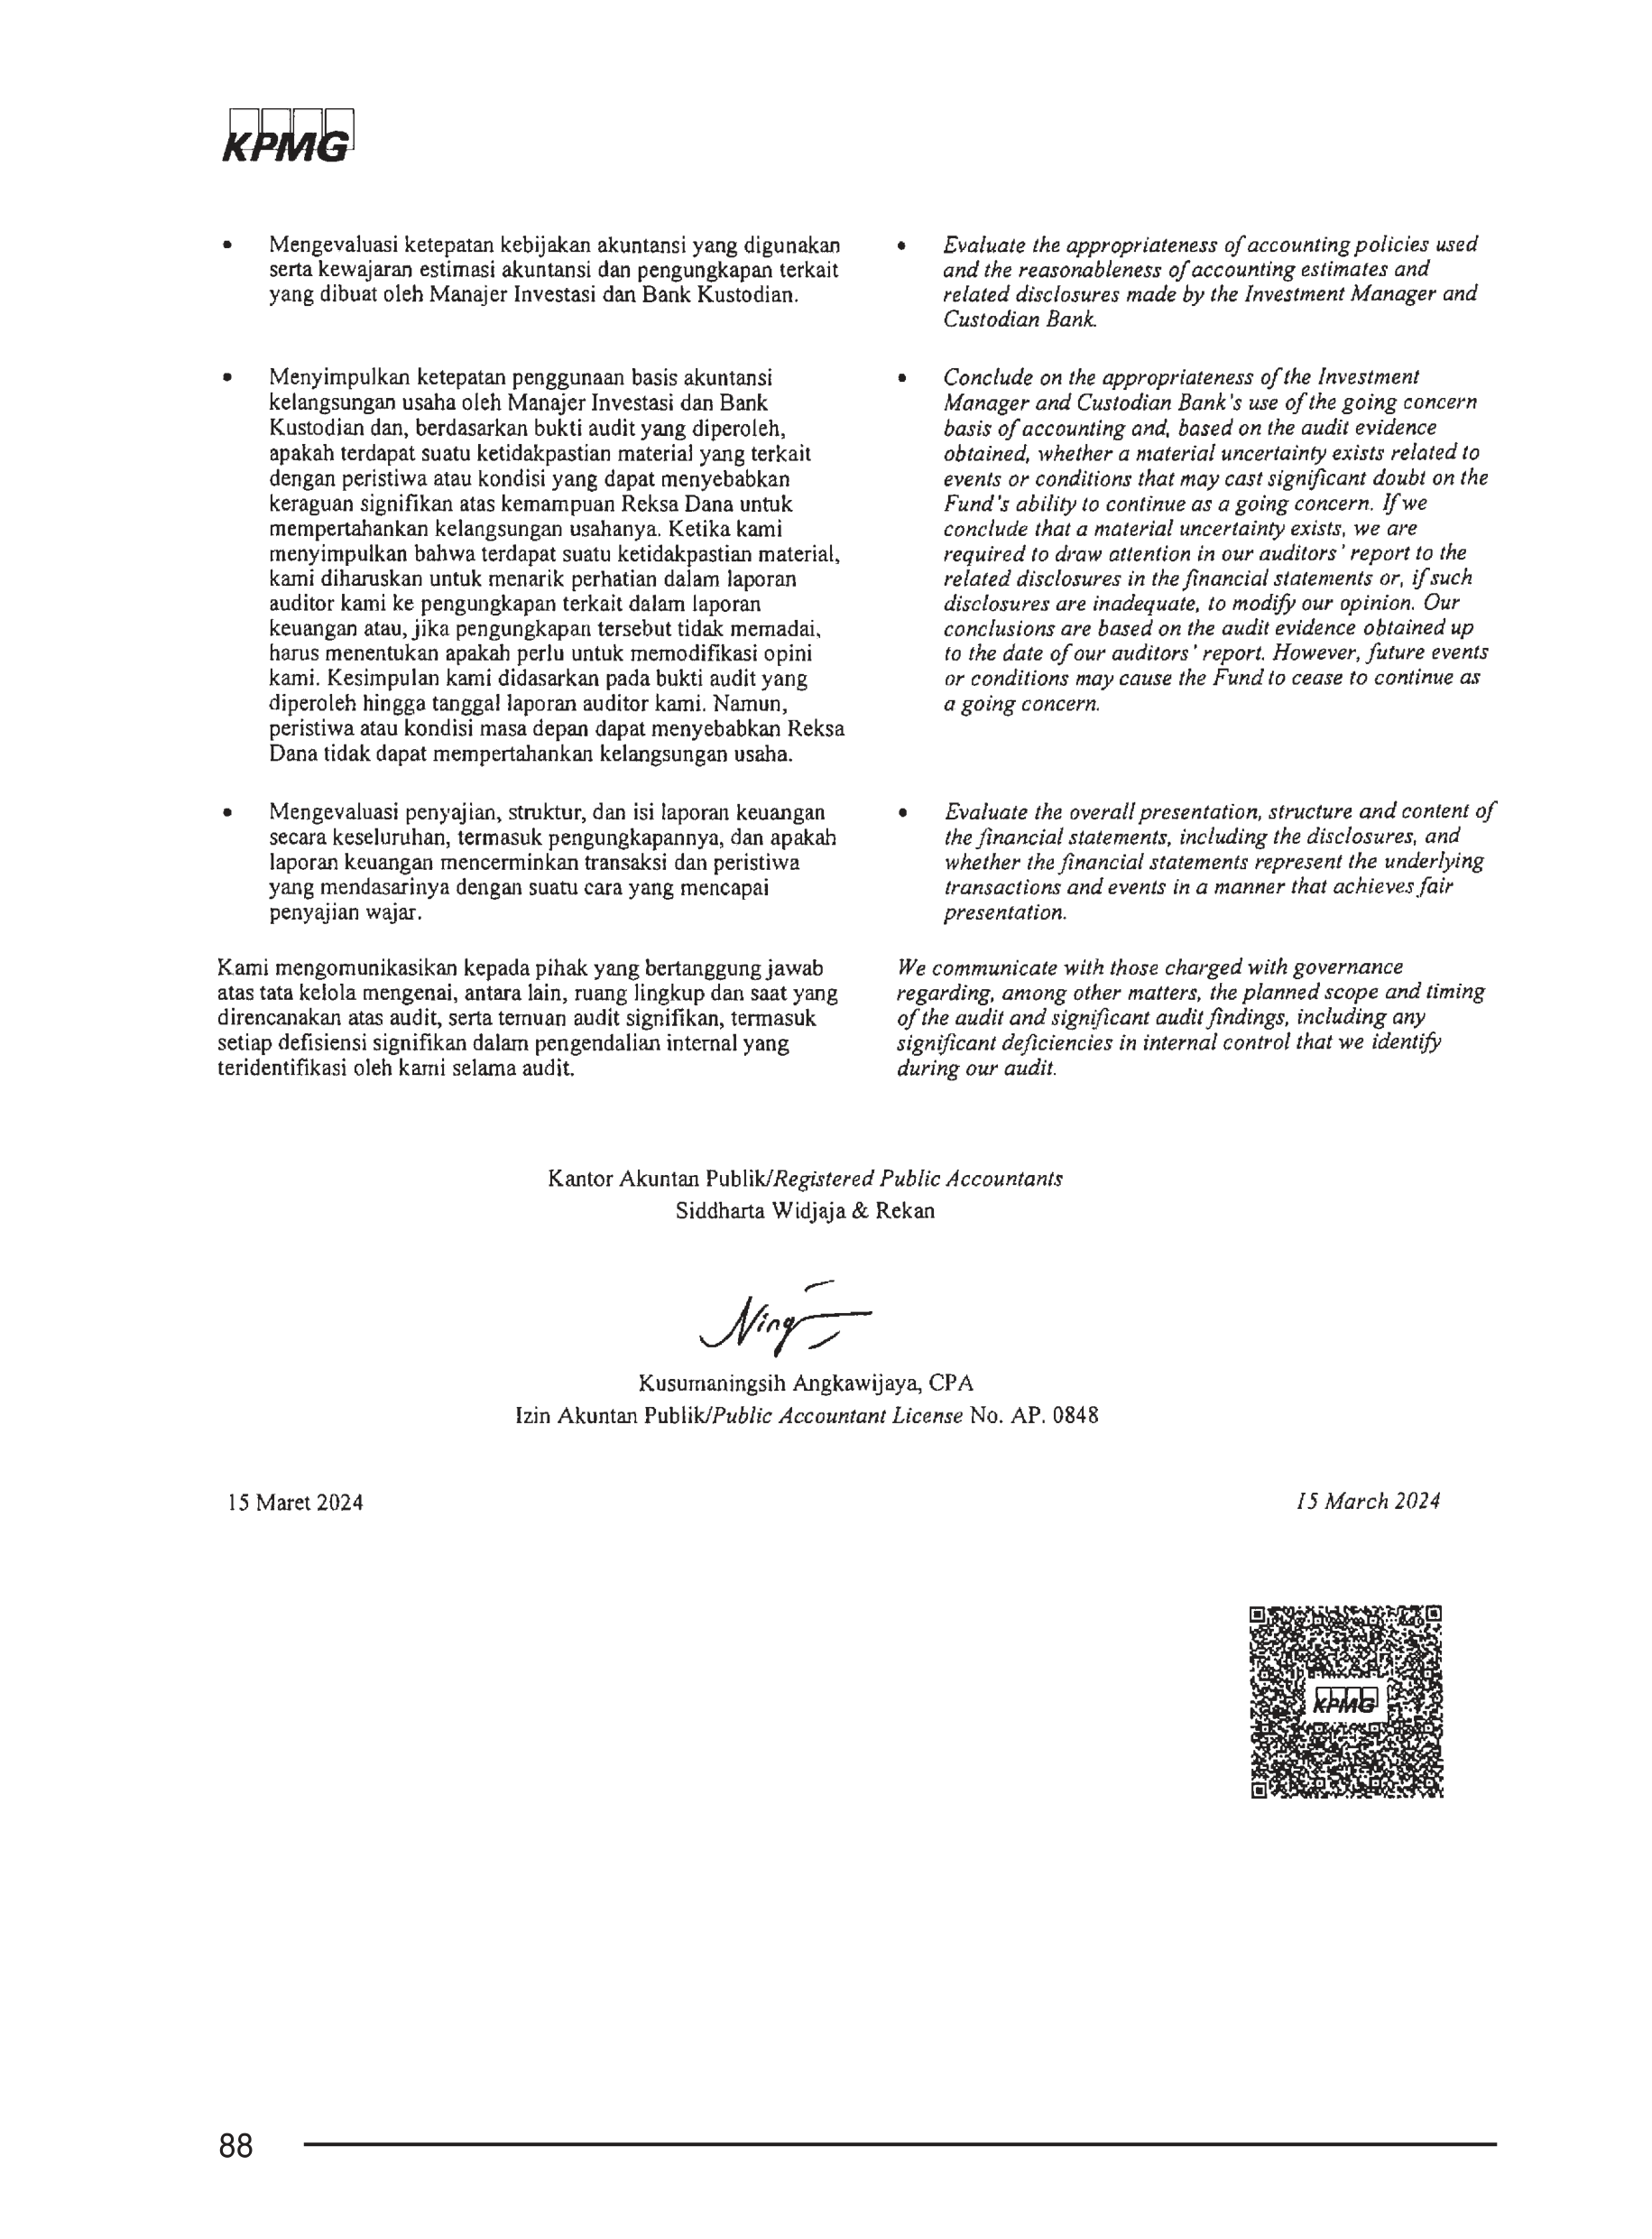 KPMG
• Mengevaluasi ketepatan kebijakan akuntansi yang digunakan
serta kewajaran estimasi akuntansi dan pengungkapan terkait
yang dibuat oleh Manajer Investasi dan Bank Kustodian.
• Evaluate the appropriateness of accounting policies used
and the reasonableness of accounting estimates and
related disclosures made by the Investment Manager and
Custodian Bank.
• Menyimpulkan ketepatan penggunaan basis akuntansi
kelangsungan usaha oleh Manajer Investasi dan Bank
Kustodian dan, berdasarkan bukti audit yang diperoleh,
apakah terdapat suatu ketidakpastian material yang terkait
dengan peristiwa atau kondisi yang dapat menyebabkan
keraguan signifikan atas kemampuan Reksa Dana untuk
mempertahankan kelangsungan usahanya. Ketika kami
menyimpulkan bahwa terdapat suatu ketidakpastian material,
kami diharuskan untuk menarik perhatian dalam laporan
auditor kami ke pengungkapan terkait dalam laporan
keuangan atau, jika pengungkapan tersebut tidak memadai,
harus menentukan apakah perlu untuk memodifikasi opini
kami. Kesimpulan kami didasarkan pada bukti audit yang
diperoleh hingga tanggal laporan auditor kami. Namun,
peristiwa atau kondisi masa depan dapat menyebabkan Reksa
Dana tidak dapat mempertahankan kelangsungan usaha.
• Conclude on the appropriateness of the Investment
Manager and Custodian Bank's use of the going concern
basis of accounting and, based on the audit evidence
obtained, whether a material uncertainty exists related to
events or conditions that may cast significant doubt on the
Fund's ability to continue as a going concern. If we
conclude that a material uncertainty exists, we are
required to draw attention in our auditors' report to the
related disclosures in the financial statements or, if such
disclosures are inadequate, to modify our opinion. Our
conclusions are based on the audit evidence obtained up
to the date of our auditors' report. However, future events
or conditions may cause the Fund to cease to continue as
a going concern.
• Mengevaluasi penyajian, struktur, dan isi laporan keuangan
secara keseluruhan, termasuk pengungkapannya, dan apakah
laporan keuangan mencerminkan transaksi dan peristiwa
yang mendasarinya dengan suatu cara yang mencapai
penyajian wajar.
• Evaluate the overall presentation, structure and content of
the financial statements, including the disclosures, and
whether the financial statements represent the underlying
transactions and events in a manner that achieves fair
presentation.
Kami mengomunikasikan kepada pihak yang bertanggung jawab
atas tata kelola mengenai, antara lain, ruang lingkup dan saat yang
direncanakan atas audit, serta temuan audit signifikan, termasuk
setiap defisiensi signifikan dalam pengendalian internal yang
teridentifikasi oleh kami selama audit.
We communicate with those charged with governance
regarding, among other matters, the planned scope and timing
of the audit and significant audit findings, including any
significant deficiencies in internal control that we identify
during our audit.
Kantor Akuntan Publik/Registered Public Accountants
Siddharta Widjaja & Rekan
Ning
Kusumaningsih Angkawijaya, CPA
Izin Akuntan Publik/Public Accountant License No. AP. 0848
15 Maret 2024
15 March 2024
KPMG
88